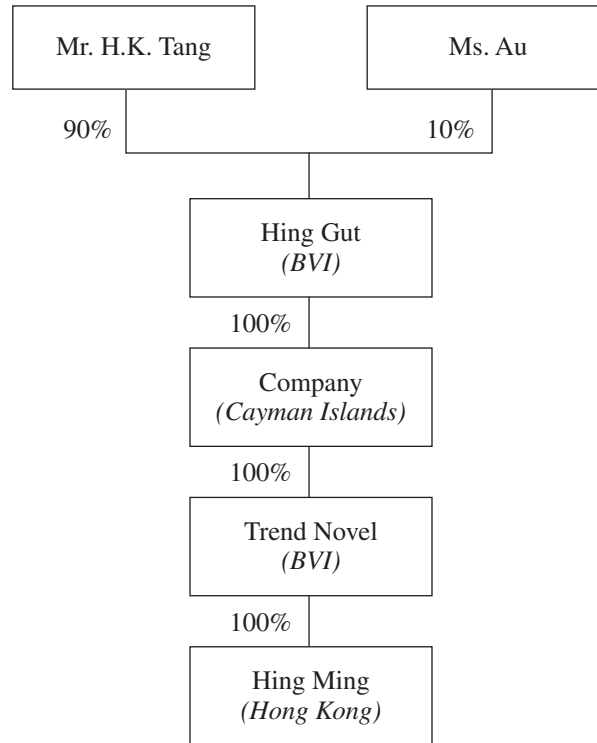 Mr. H.K. Tang
Ms. Au
90%
10%
Hing Gut
(BVI)
100%
Company
(Cayman Islands)
100%
Trend Novel
(BVI)
100%
Hing Ming
(Hong Kong)